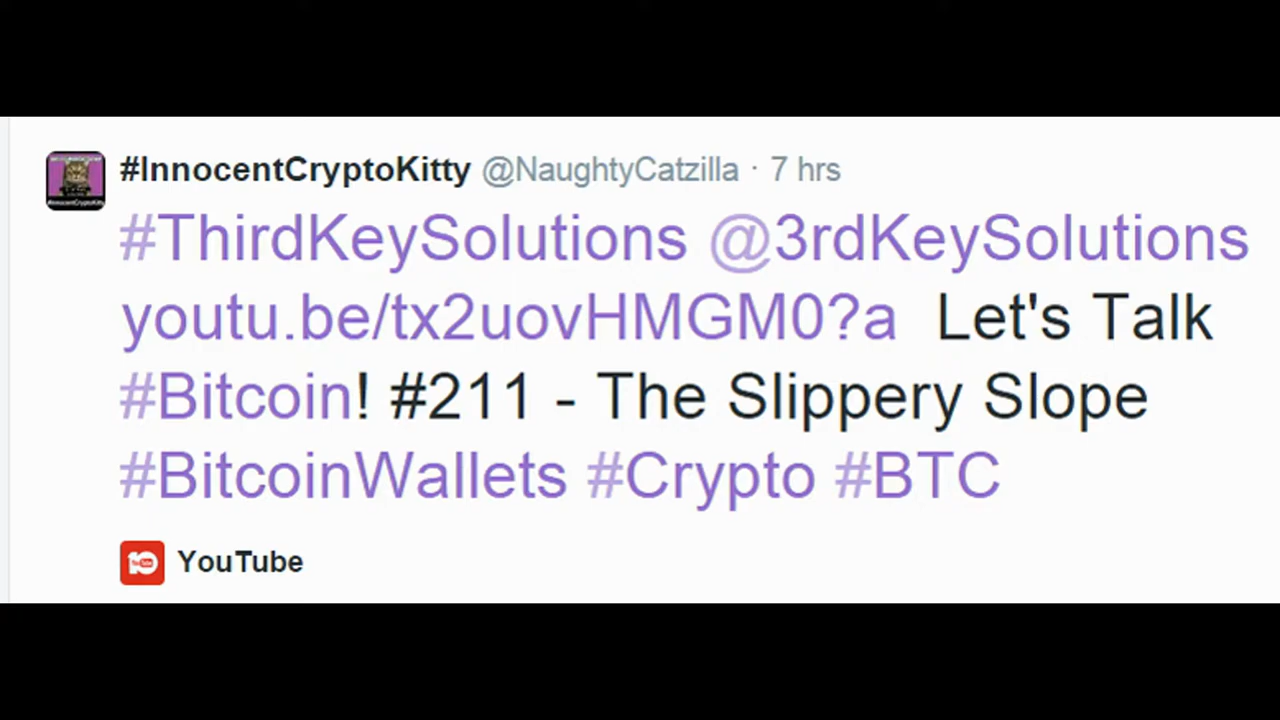 #InnocentCryptoKitty @NaughtyCatzilla · 7 hrs
#ThirdKeySolutions @3rdKeySolutions
youtu.be/tx2uovHMGM0?a Let's Talk
#Bitcoin! #211 - The Slippery Slope
#BitcoinWallets #Crypto #BTC
YouTube